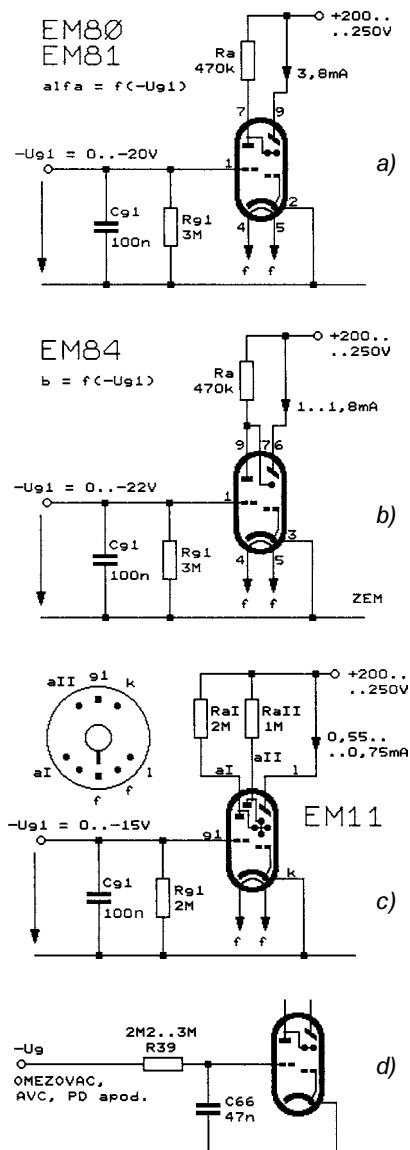 EM80
EM81
alfa = f(-Ug1)
+200..
..250V
Ra
470k
3,8mA
7
9
-Ug1 = 0..-20V
1
a)
2
Cg1
100n
Rg1
3M
4
5
f
f
EM84
b = f(-Ug1)
+200..
..250V
Ra
470k
1..1,8mA
9
7
6
-Ug1 = 0..-22V
1
b)
3
Cg1
100n
Rg1
3M
4
5
f
f
ZEM
g1
aII
k
aI
l
f
f
+200..
..250V
RaI
2M
RaII
1M
0,55..
..0,75mA
aII
aI
l
EM11
-Ug1 = 0..-15V
g1
k
Cg1
100n
Rg1
2M
c)
f
f
2M2..3M
R39
d)
-Ug
OMEZOVAC,
AVC, PD apod.
C66
47n